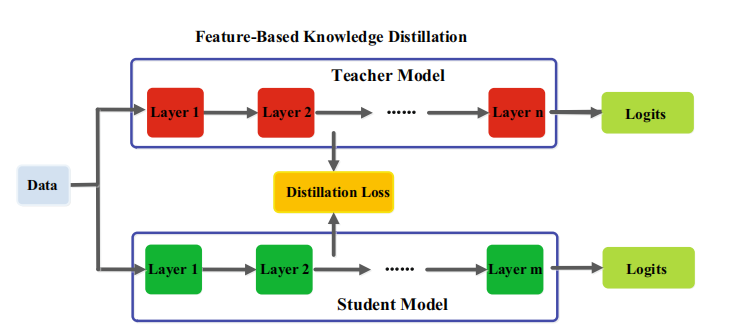 Feature-Based Knowledge Distillation
Teacher Model
Layer 1
Layer 2
......
Layer n
Logits
Data
Distillation Loss
Layer 1
Layer 2
......
Layer m
Logits
Student Model